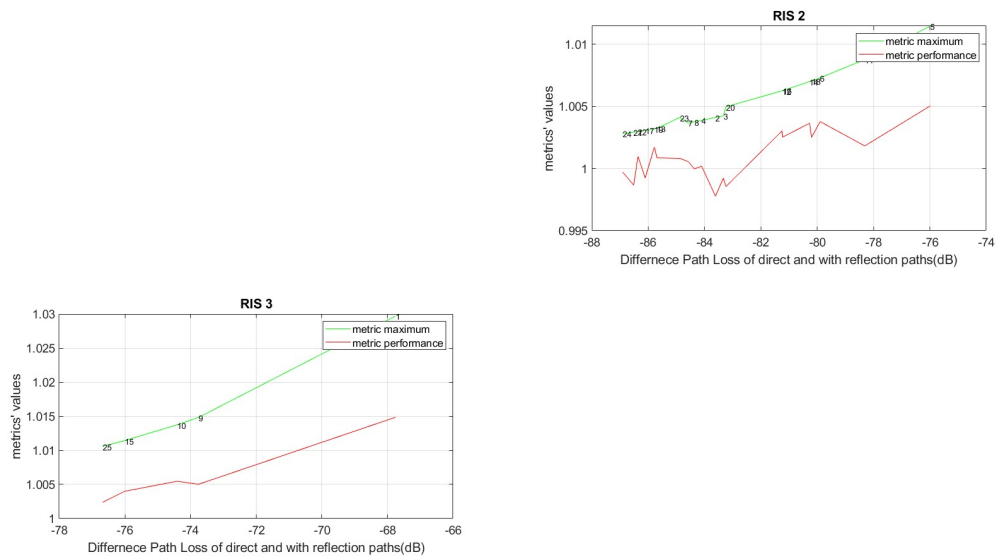 RIS 2
metric maximum
metric performance
metrics' values
1.01
1.005
1
0.995
24 22 17 23 7 8 4 2 3 20 6 5
-88 -86 -84 -82 -80 -78 -76 -74
Differnece Path Loss of direct and with reflection paths(dB)
RIS 3
metric maximum
metric performance
metrics' values
1.03
1.025
1.02
1.015
1.01
1.005
1
25 15 10 9 1
-78 -76 -74 -72 -70 -68 -66
Differnece Path Loss of direct and with reflection paths(dB)